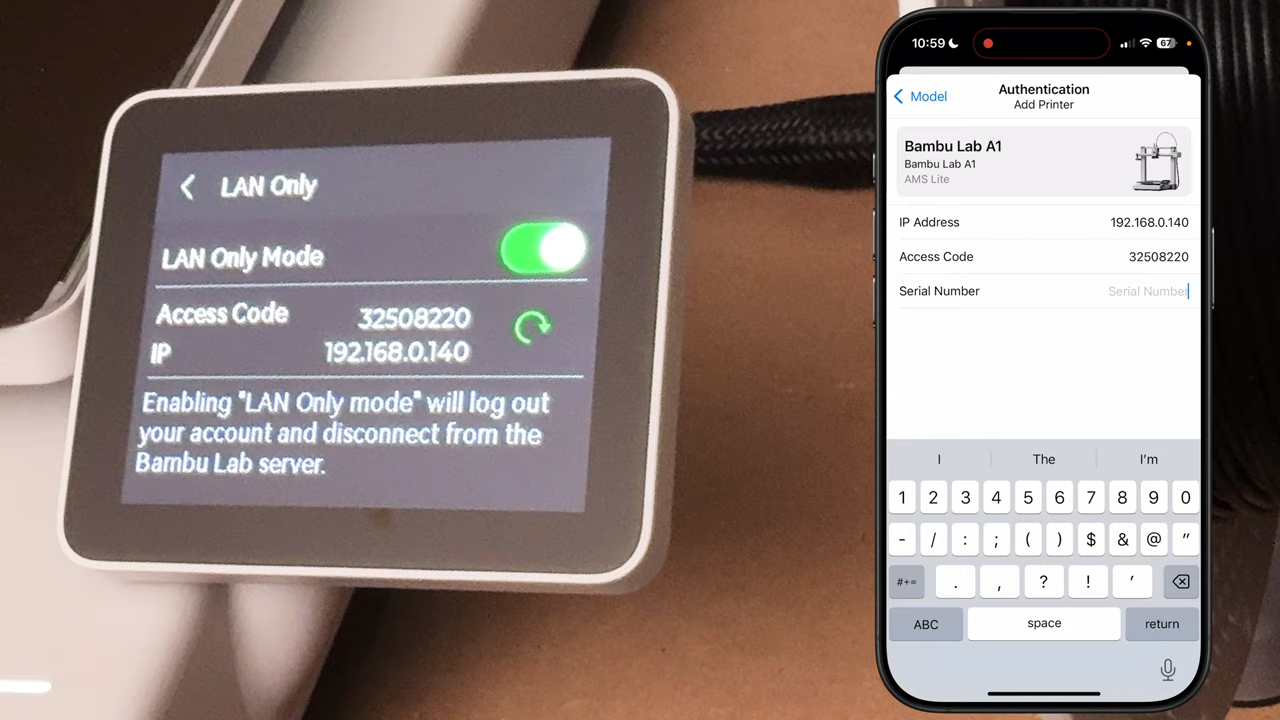 LAN Only
LAN Only Mode
Access Code 32508220
IP 192.168.0.140
Enabling "LAN Only mode" will log out
your account and disconnect from the
Bambu Lab server.
10:59
67
Model
Authentication
Add Printer
Bambu Lab A1
Bambu Lab A1
AMS Lite
IP Address 192.168.0.140
Access Code 32508220
Serial Number Serial Number
I The I'm
1 2 3 4 5 6 7 8 9 0
- / : ; ( ) $ & @ "
#+= . , ? ! '
ABC space return